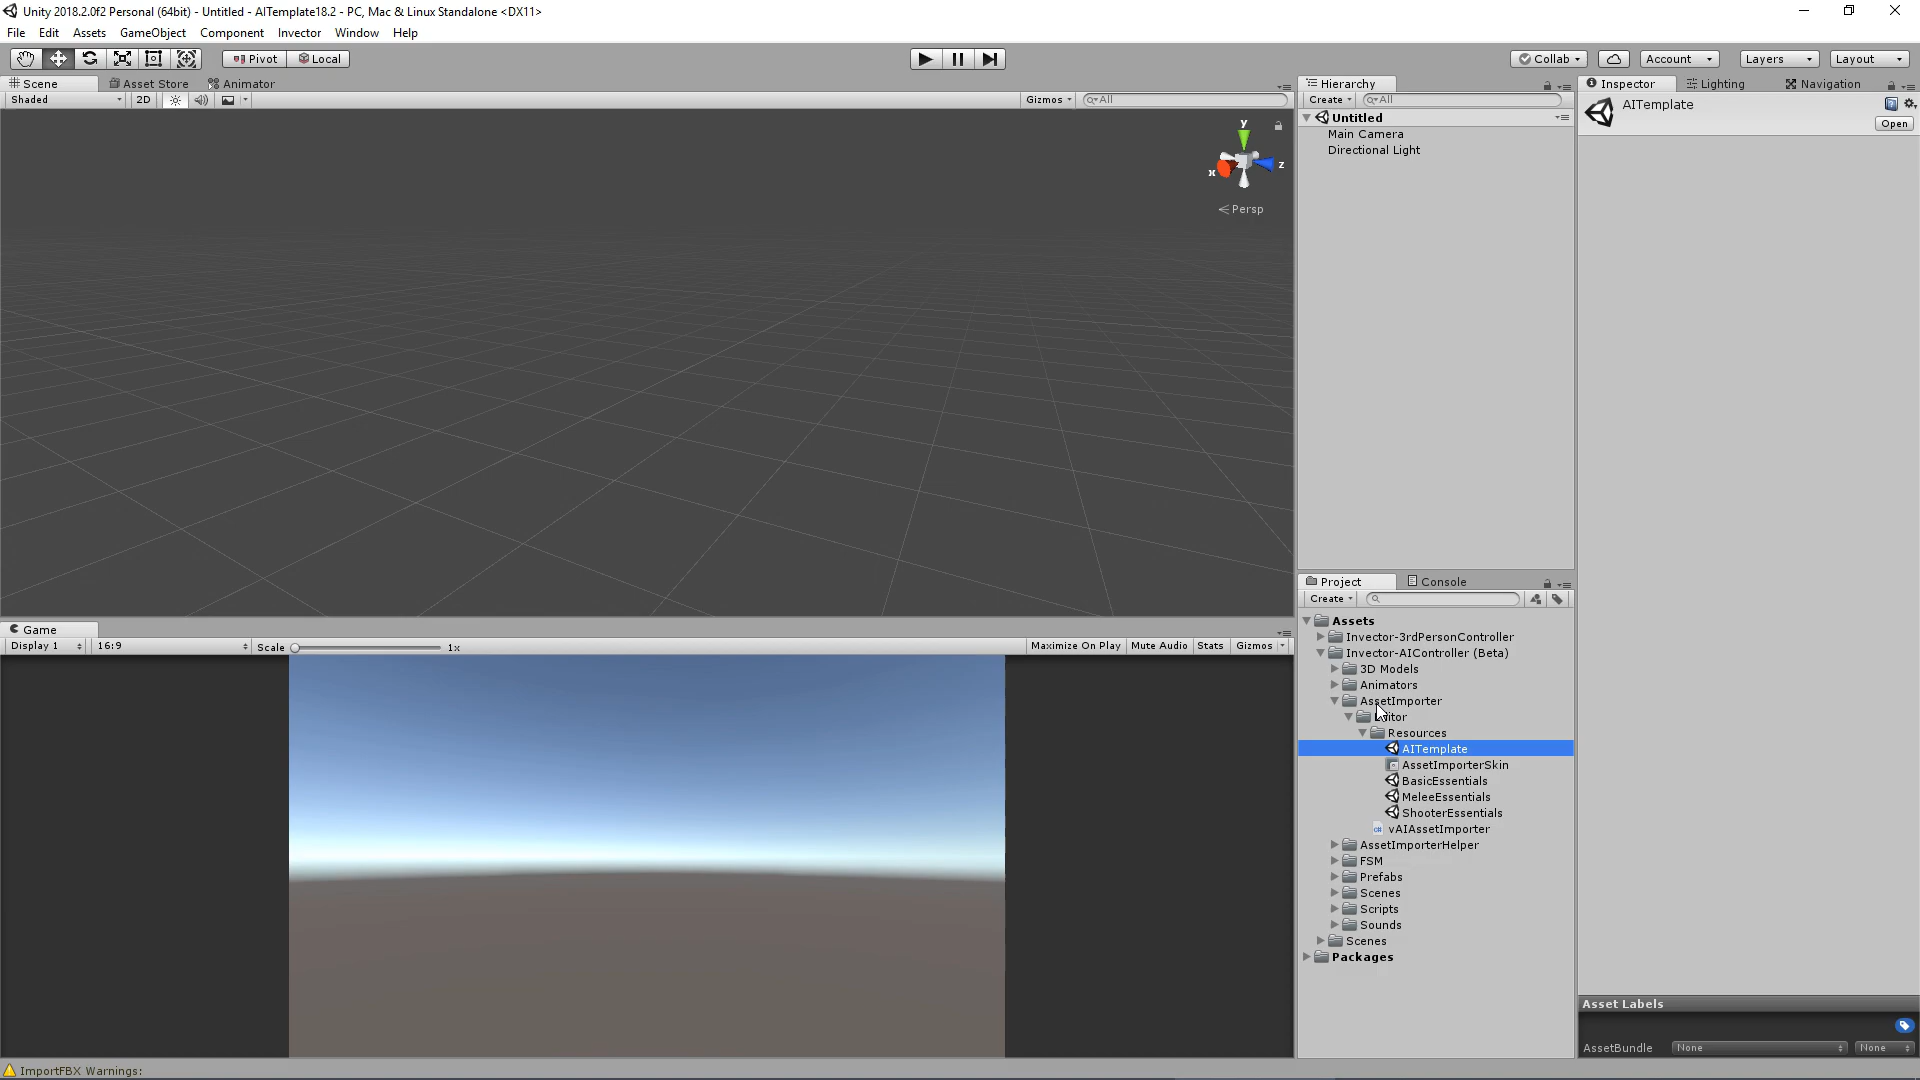 Unity 2018.2.0f2 Personal (64bit) - Untitled - AITemplate18.2 - PC, Mac & Linux Standalone <DX11>
File Edit Assets GameObject Component Invector Window Help
Pivot Local Collab Account Layers Layout
Scene Asset Store Animator
Shaded 2D Gizmos All
y
x z
Persp
Hierarchy
Create All
Untitled
Main Camera
Directional Light
Inspector Lighting Navigation
AITemplate
Open
Game
Display 1 16:9 Scale 1x Maximize On Play Mute Audio Stats Gizmos
Project Console
Create
Assets
Invector-3rdPersonController
Invector-AIController (Beta)
3D Models
Animators
AssetImporter
Resources
AITemplate
AssetImporterSkin
BasicEssentials
MeleeEssentials
ShooterEssentials
vAIAssetImporter
AssetImporterHelper
FSM
Prefabs
Scenes
Scripts
Sounds
Scenes
Packages
Asset Labels
AssetBundle None None
ImportFBX Warnings: